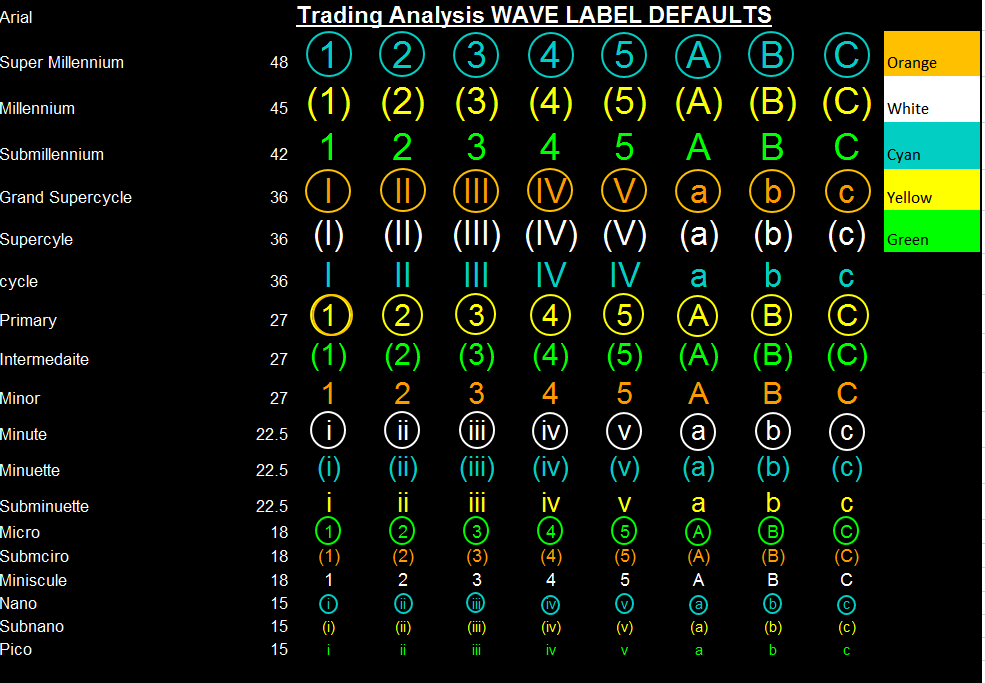 Arial Trading Analysis WAVE LABEL DEFAULTS
Super Millennium 48 1 2 3 4 5 A B C Orange
Millennium 45 (1) (2) (3) (4) (5) (A) (B) (C) White
Submillennium 42 1 2 3 4 5 A B C Cyan
Grand Supercycle 36 I II III IV V a b c Yellow
Supercyle 36 (I) (II) (III) (IV) (V) (a) (b) (c) Green
cycle 36 I II III IV IV a b c
Primary 27 1 2 3 4 5 A B C
Intermedaite 27 (1) (2) (3) (4) (5) (A) (B) (C)
Minor 27 1 2 3 4 5 A B C
Minute 22.5 i ii iii iv v a b c
Minuette 22.5 (i) (ii) (iii) (iv) (v) (a) (b) (c)
Subminuette 22.5 i ii iii iv v a b c
Micro 18 1 2 3 4 5 A B C
Submciro 18 (1) (2) (3) (4) (5) (A) (B) (C)
Miniscule 18 1 2 3 4 5 A B C
Nano 15 i ii iii iv v a b c
Subnano 15 (i) (ii) (iii) (iv) (v) (a) (b) (c)
Pico 15 i ii iii iv v a b c